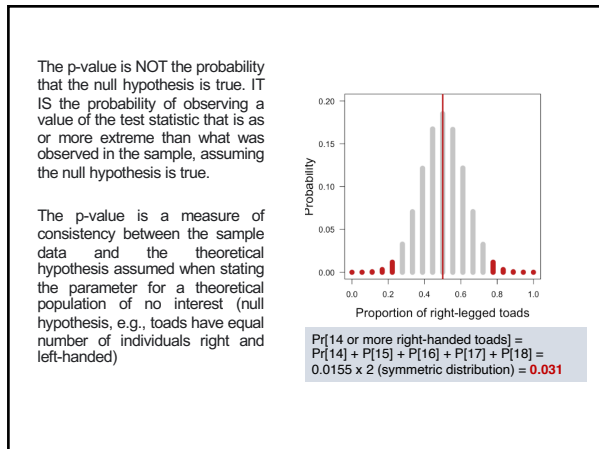 The p-value is NOT the probability
that the null hypothesis is true. IT
IS the probability of observing a
value of the test statistic that is as
or more extreme than what was
observed in the sample, assuming
the null hypothesis is true.
The p-value is a measure of
consistency between the sample
data and the theoretical
hypothesis assumed when stating
the parameter for a theoretical
population of no interest (null
hypothesis, e.g., toads have equal
number of individuals right and
left-handed)
Probability
0.20
0.15
0.10
0.05
0.00
0.0 0.2 0.4 0.6 0.8 1.0
Proportion of right-legged toads
Pr[14 or more right-handed toads] =
Pr[14] + P[15] + P[16] + P[17] + P[18] =
0.0155 x 2 (symmetric distribution) = 0.031